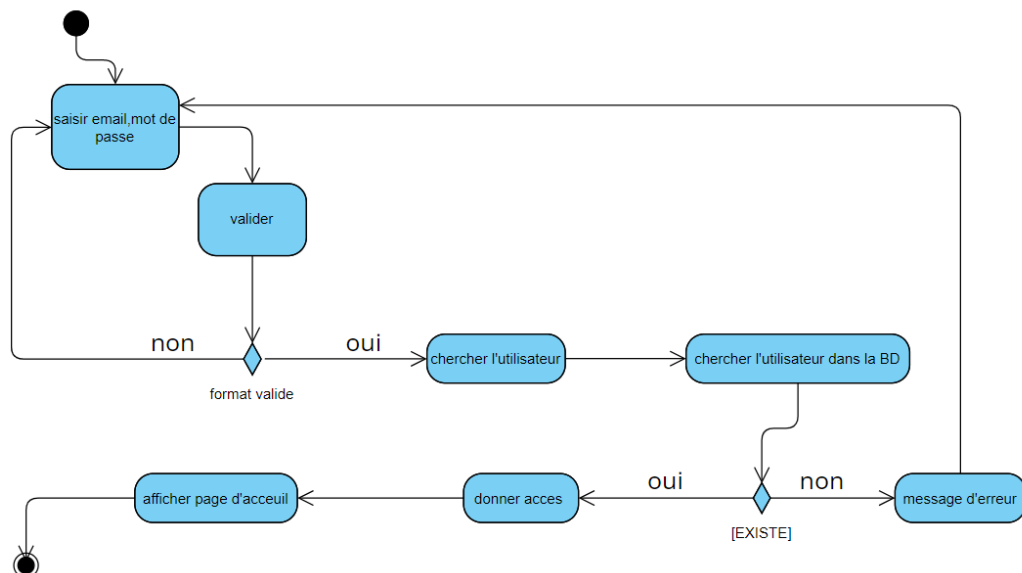 saisir email,mot de
passe
valider
non
oui
chercher l'utilisateur
chercher l'utilisateur dans la BD
format valide
afficher page d'acceuil
donner acces
oui
non
message d'erreur
[EXISTE]